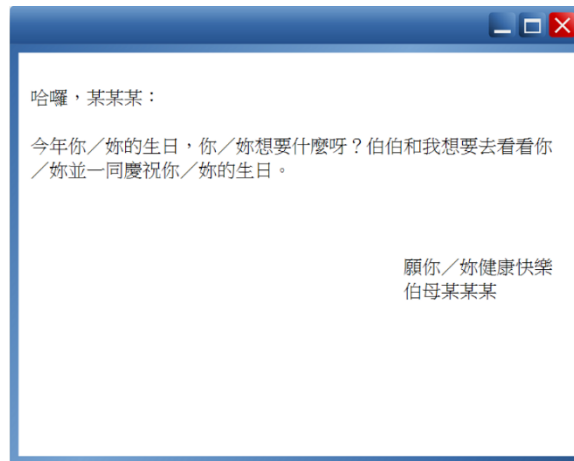 哈囉，某某某：
今年你／妳的生日，你／妳想要什麼呀？伯伯和我想要去看看你
／妳並一同慶祝你／妳的生日。
願你／妳健康快樂
伯母某某某